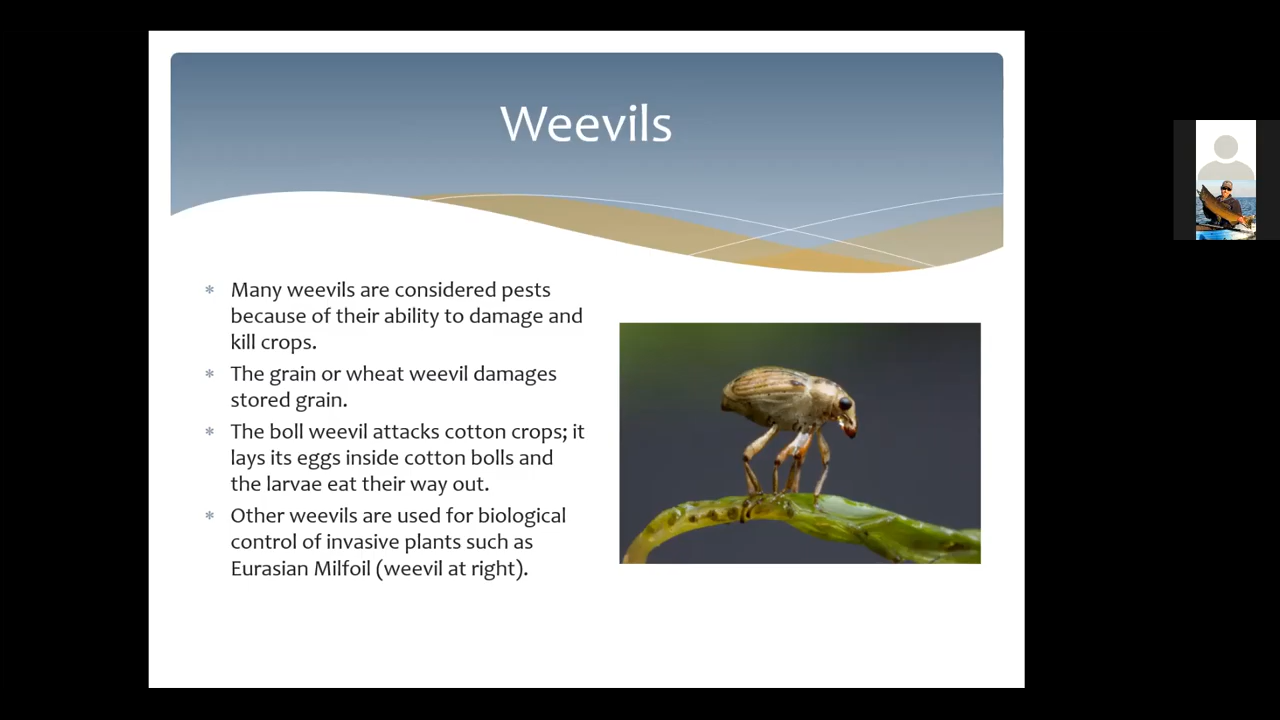 Weevils
* Many weevils are considered pests
because of their ability to damage and
kill crops.
* The grain or wheat weevil damages
stored grain.
* The boll weevil attacks cotton crops; it
lays its eggs inside cotton bolls and
the larvae eat their way out.
* Other weevils are used for biological
control of invasive plants such as
Eurasian Milfoil (weevil at right).